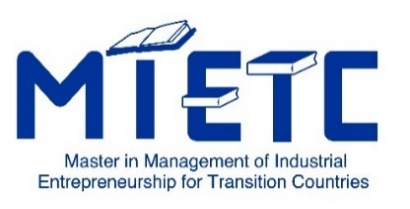 MIETC
Master in Management of Industrial
Entrepreneurship for Transition Countries